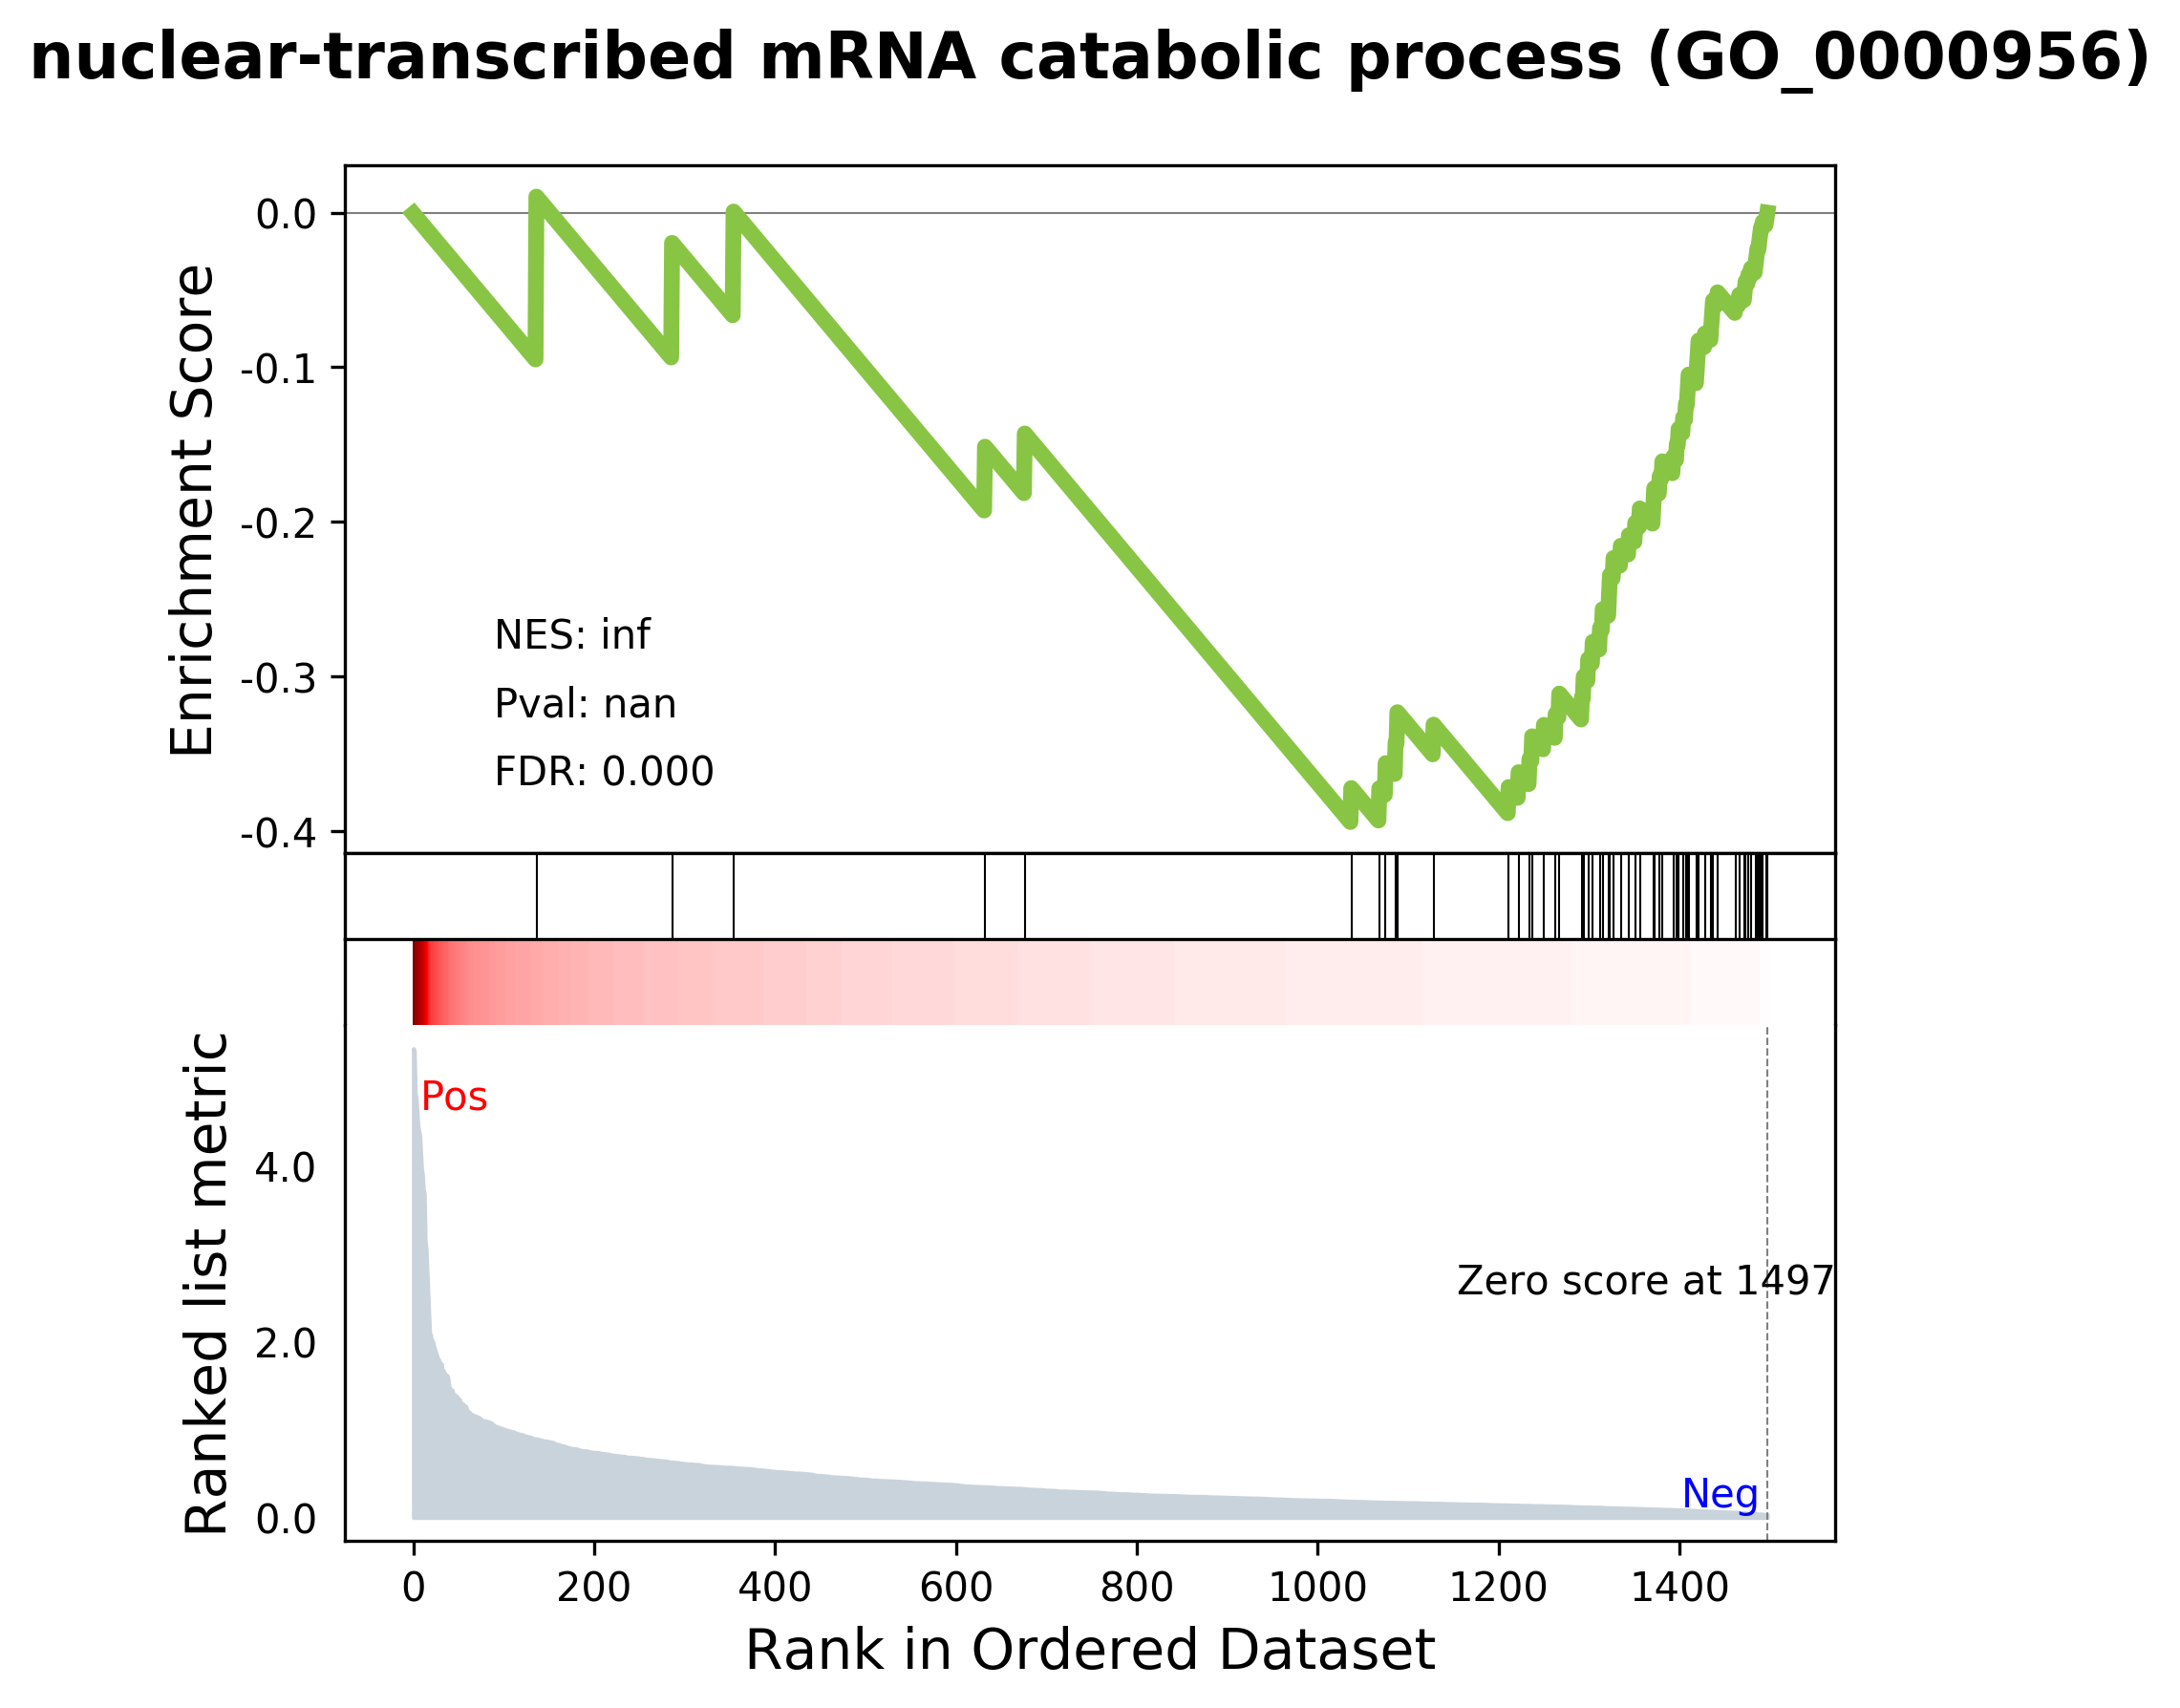 nuclear-transcribed mRNA catabolic process (GO_0000956)
Enrichment Score
0.0
-0.1
-0.2
-0.3
-0.4
NES: inf
Pval: nan
FDR: 0.000
Ranked list metric
Pos
4.0
2.0
0.0
Zero score at 1497
Neg
0 200 400 600 800 1000 1200 1400
Rank in Ordered Dataset